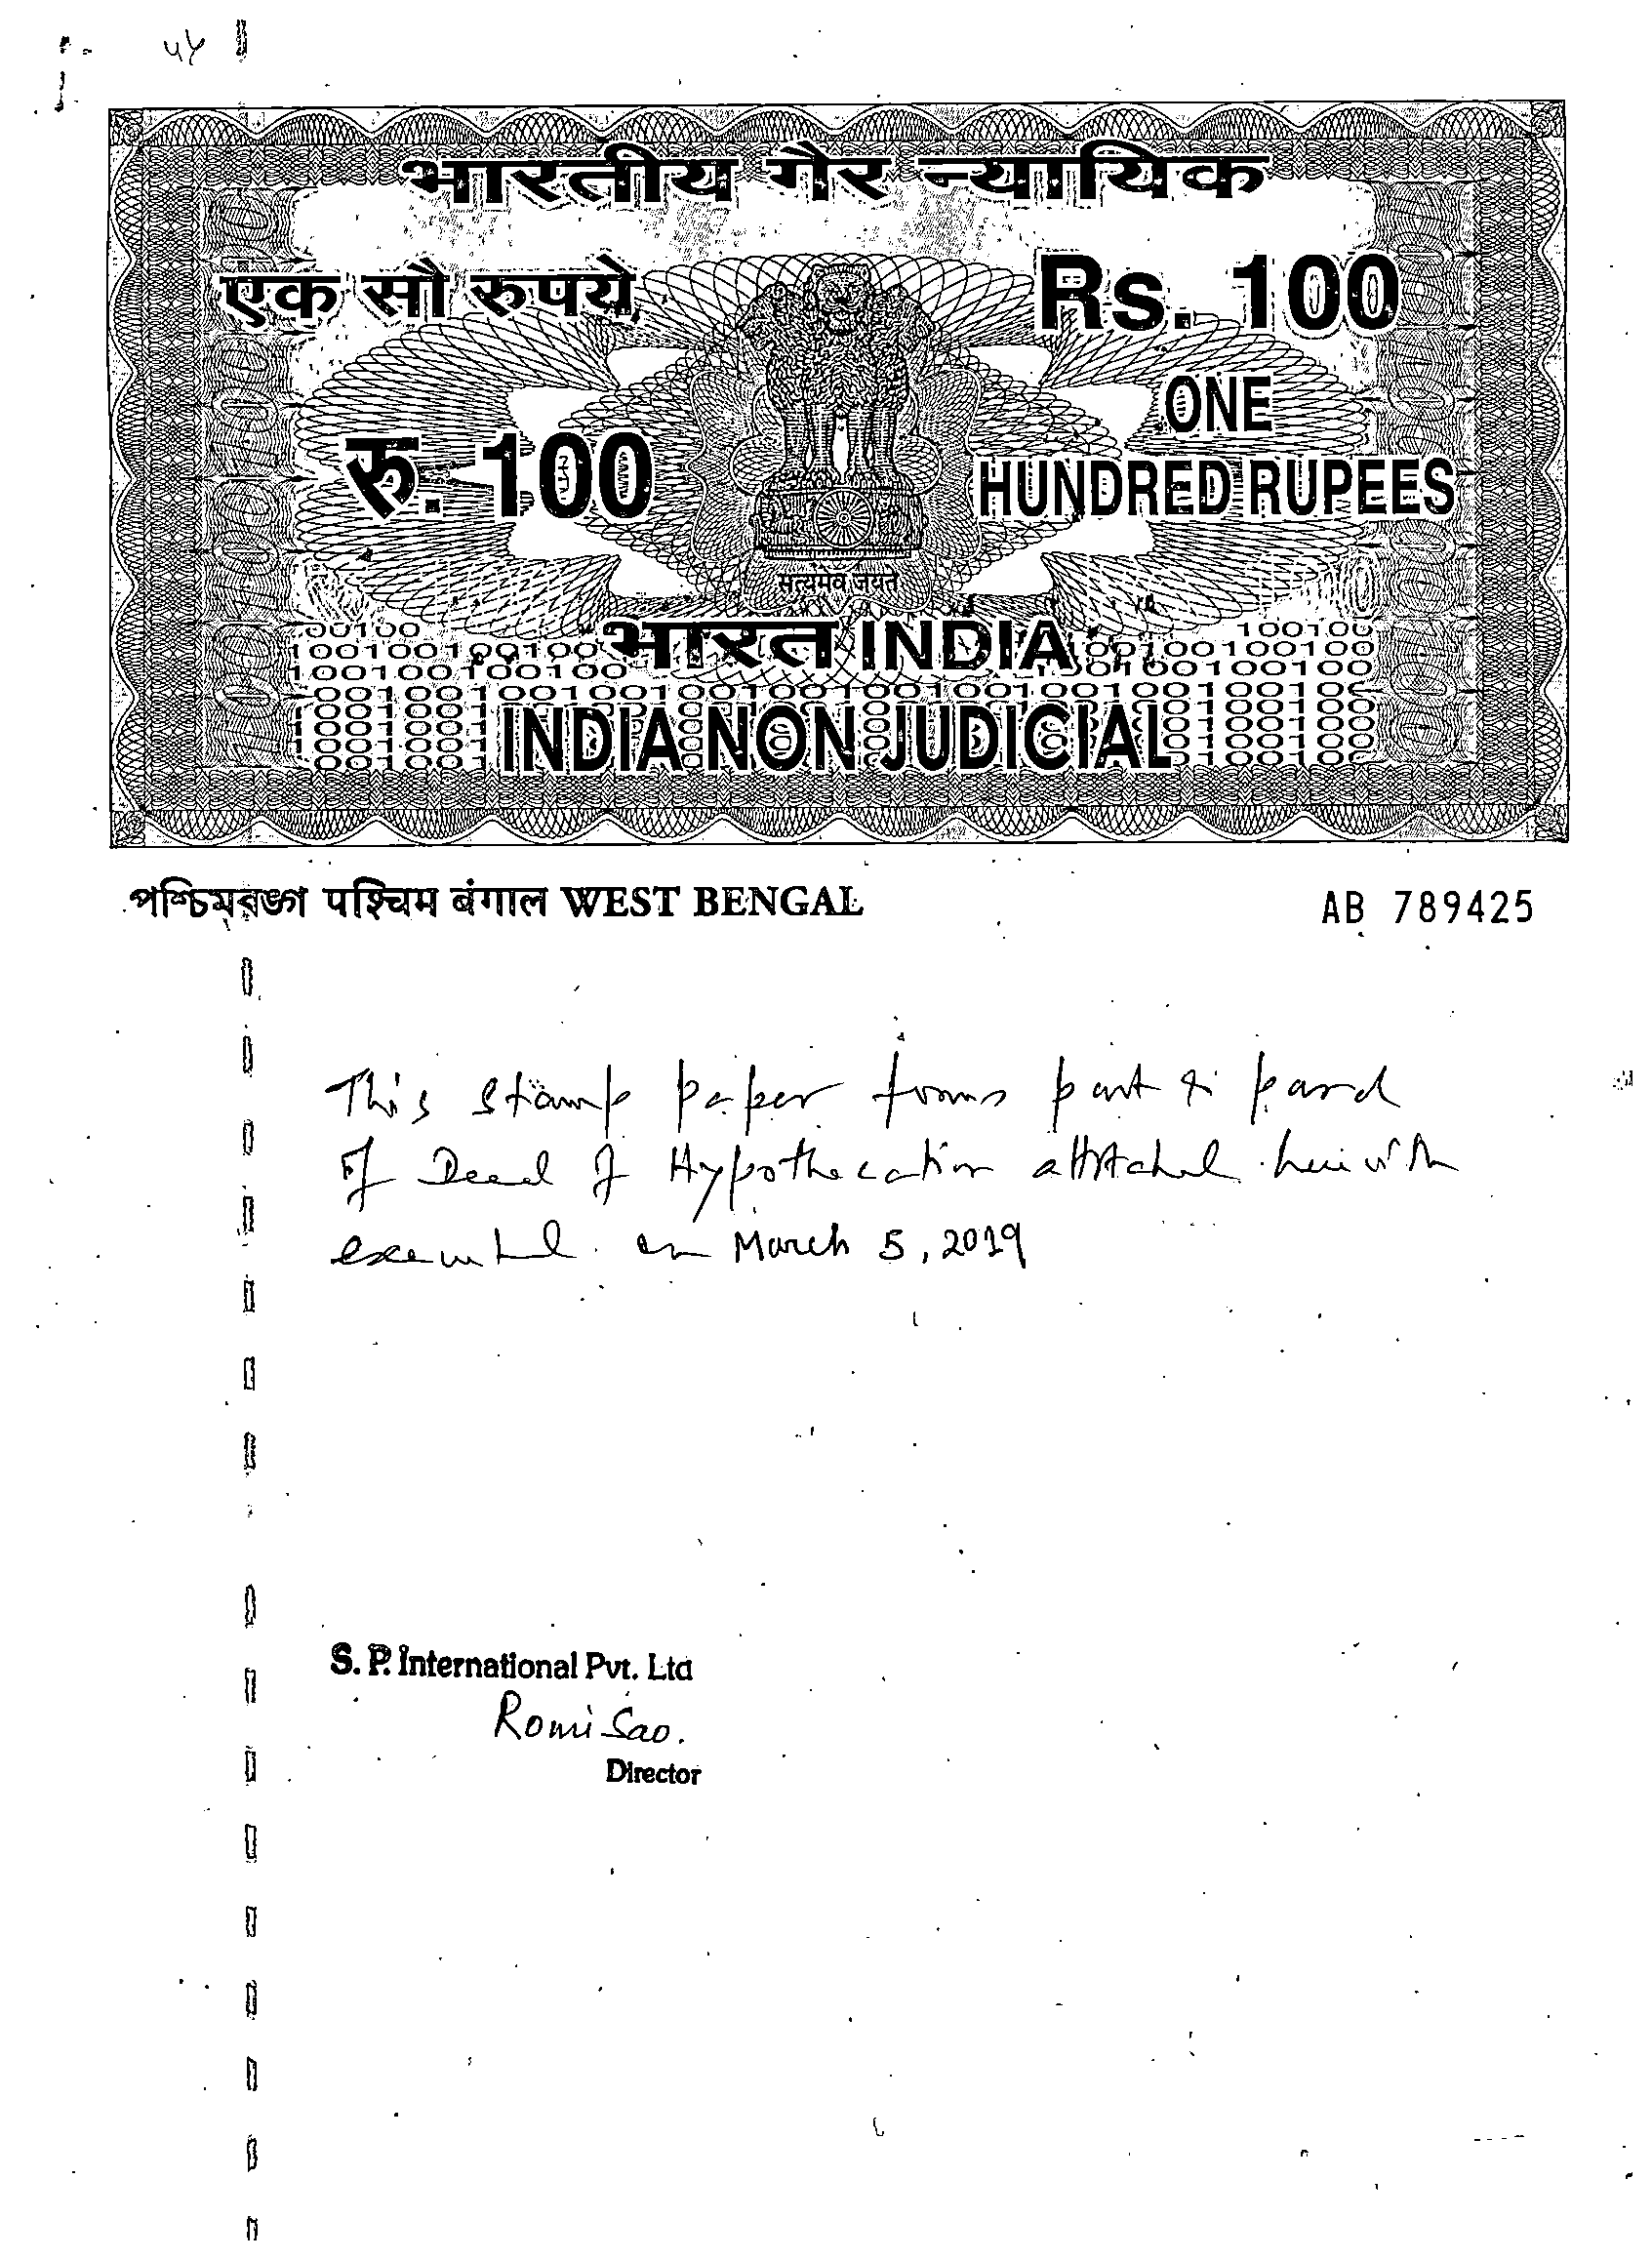 भारतीय गैर न्यायिक
एक सौ रुपये
Rs. 100
रु. 100
ONE
HUNDRED RUPEES
सत्यमेव जयते
भारत INDIA
INDIA NON JUDICIAL
পশ্চিমবঙ্গ पश्चिम बंगाल WEST BENGAL
AB 789425
This stamp paper forms part & parcel
of Deed of Hypothecation attached herewith
executed on March 5, 2019
S. P. International Pvt. Ltd
Romi Sao.
Director